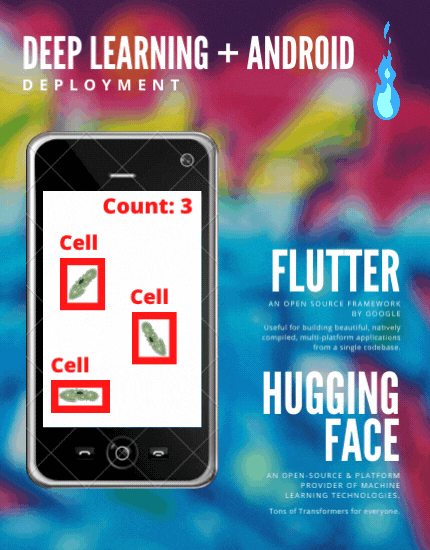 DEEP LEARNING + ANDROID
DEPLOYMENT
Count: 3
Cell
Cell
Cell
FLUTTER
AN OPEN SOURCE FRAMEWORK
BY GOOGLE
Useful for building beautiful, natively
compiled, multi-platform applications
from a single codebase.
HUGGING
FACE
AN OPEN-SOURCE & PLATFORM
PROVIDER OF MACHINE
LEARNING TECHNOLOGIES.
Tons of Transformers for everyone.